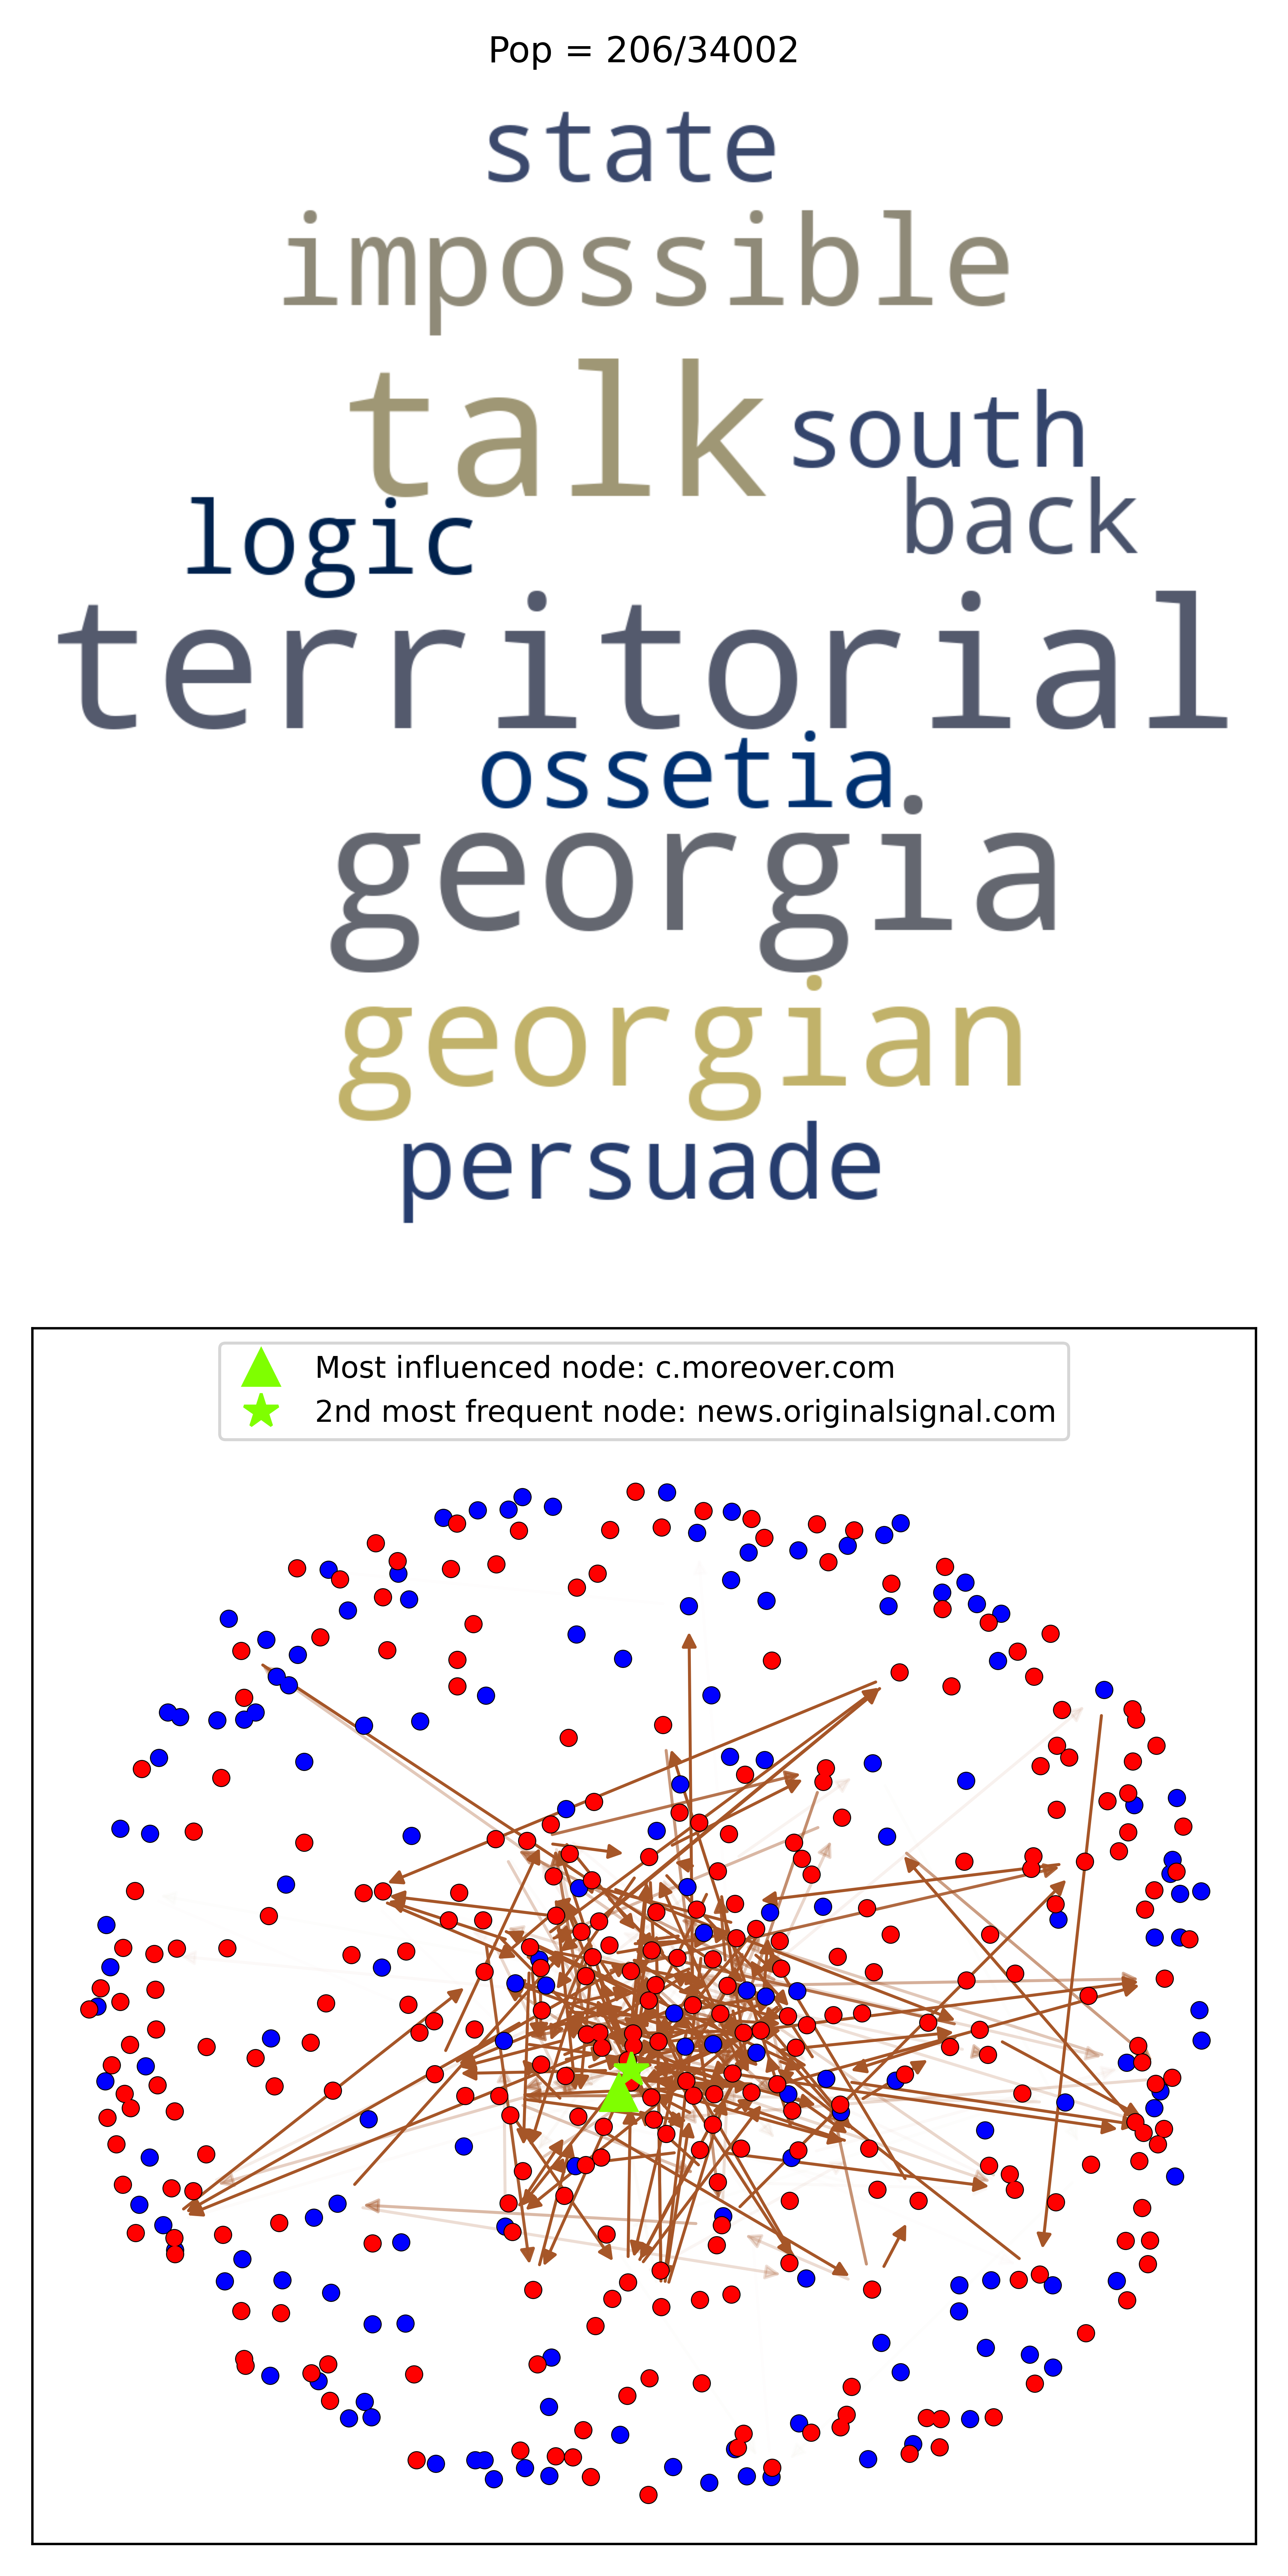 Pop = 206/34002
state
impossible
talk
south
back
logic
territorial
ossetia
georgia
georgian
persuade
Most influenced node: c.moreover.com
2nd most frequent node: news.originalsignal.com